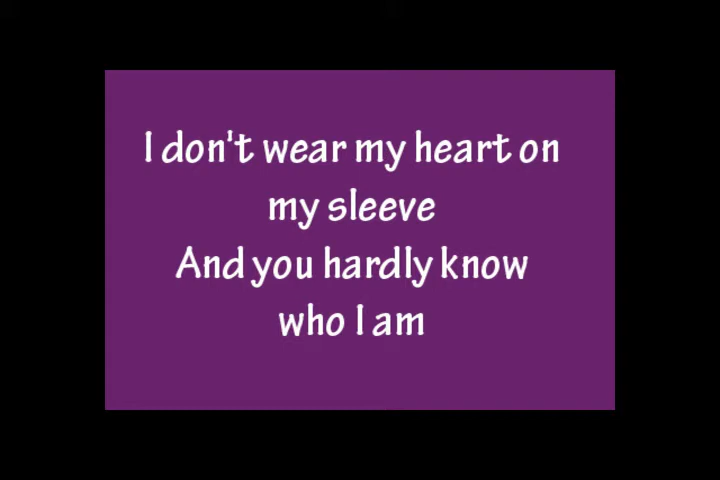 I don't wear my heart on
my sleeve
And you hardly know
who I am